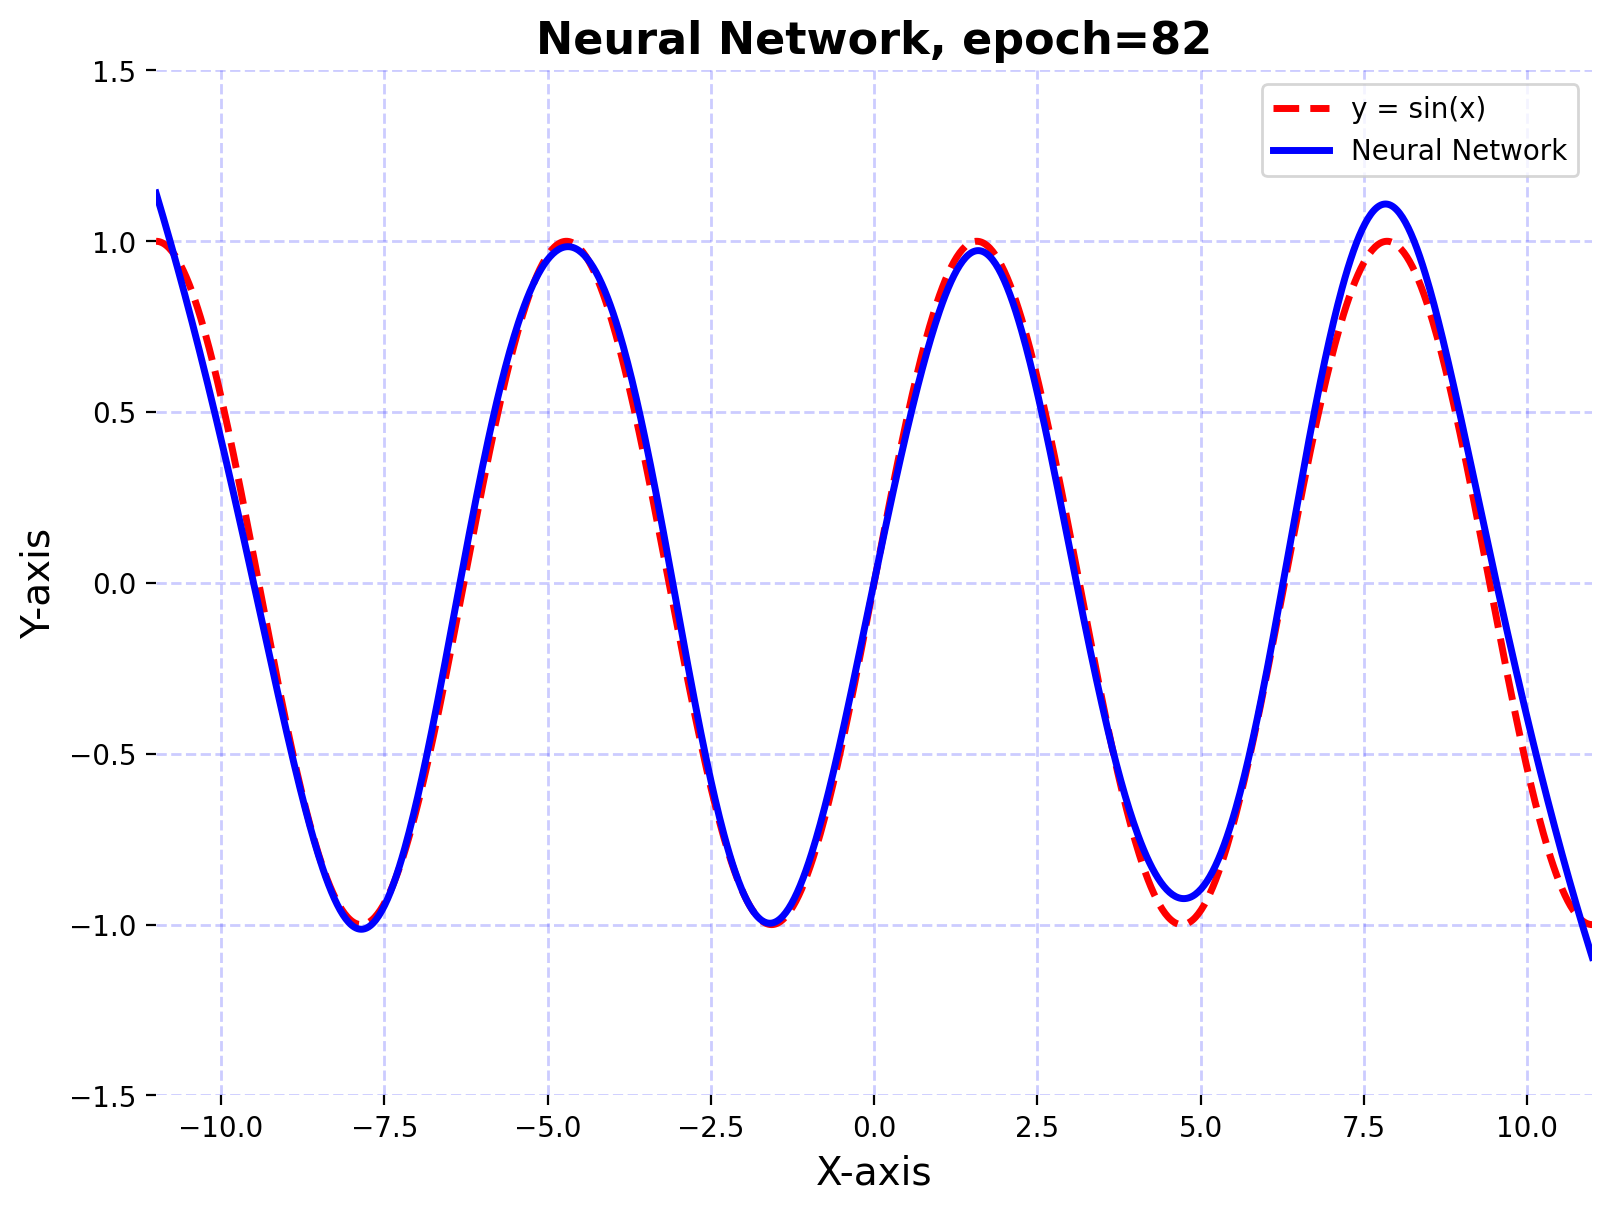 Neural Network, epoch=82
y = sin(x)
Neural Network
1.5
1.0
0.5
0.0
−0.5
−1.0
−1.5
Y-axis
−10.0 −7.5 −5.0 −2.5 0.0 2.5 5.0 7.5 10.0
X-axis